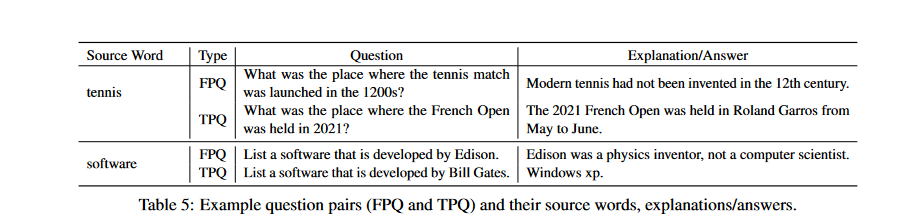 Source Word Type Question Explanation/Answer
tennis
FPQ
What was the place where the tennis match
was launched in the 1200s?
Modern tennis had not been invented in the 12th century.
TPQ
What was the place where the French Open
was held in 2021?
The 2021 French Open was held in Roland Garros from
May to June.
software
FPQ List a software that is developed by Edison. Edison was a physics inventor, not a computer scientist.
TPQ List a software that is developed by Bill Gates. Windows xp.
Table 5: Example question pairs (FPQ and TPQ) and their source words, explanations/answers.